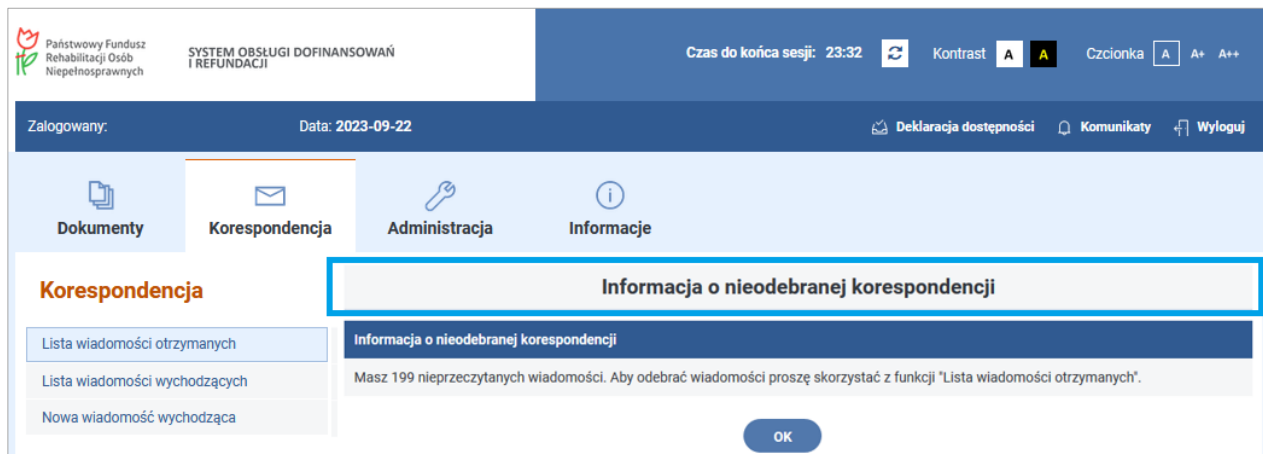 Państwowy Fundusz
Rehabilitacji Osób
Niepełnosprawnych
SYSTEM OBSŁUGI DOFINANSOWAŃ
I REFUNDACJI
Czas do końca sesji: 23:32 Kontrast A A Czcionka A A+ A++
Zalogowany: Data: 2023-09-22 Deklaracja dostępności Komunikaty Wyloguj
Dokumenty Korespondencja Administracja Informacje
Korespondencja
Lista wiadomości otrzymanych
Lista wiadomości wychodzących
Nowa wiadomość wychodząca
Informacja o nieodebranej korespondencji
Informacja o nieodebranej korespondencji
Masz 199 nieprzeczytanych wiadomości. Aby odebrać wiadomości proszę skorzystać z funkcji "Lista wiadomości otrzymanych".
OK